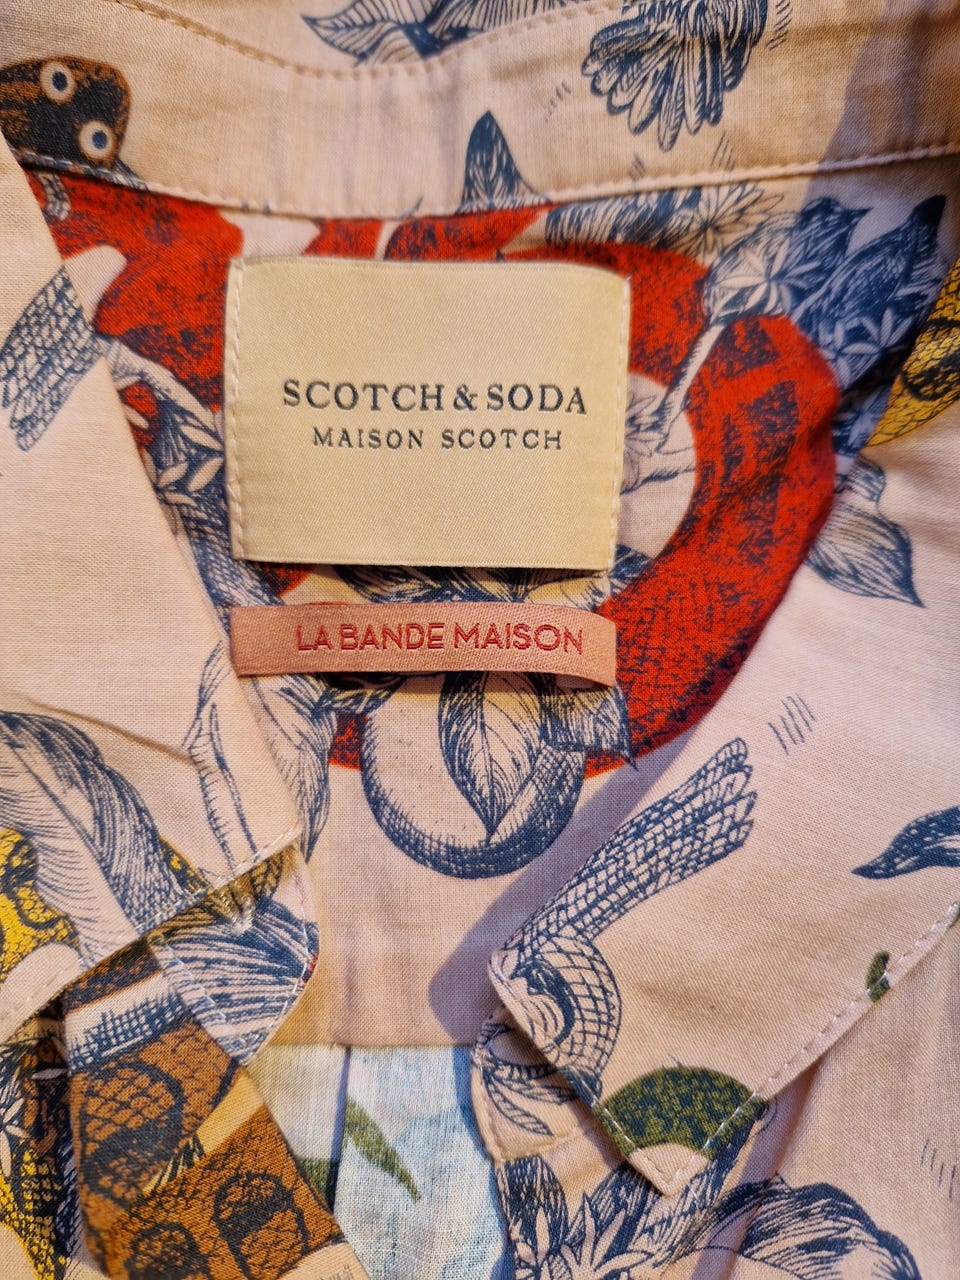 SCOTCH & SODA
MAISON SCOTCH
LA BANDE MAISON